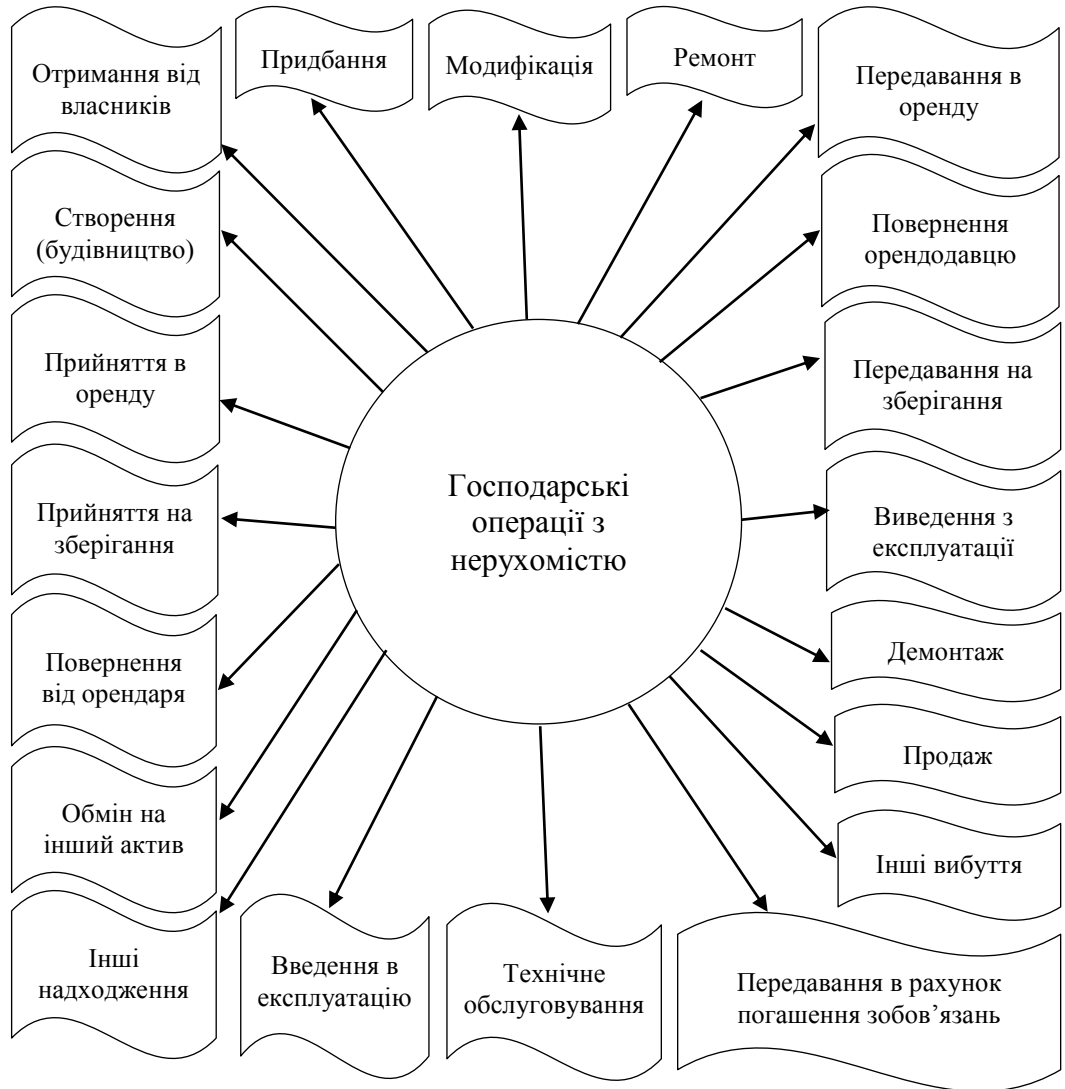 Отримання від
власників
Придбання
Модифікація
Ремонт
Передавання в
оренду
Створення
(будівництво)
Повернення
орендодавцю
Прийняття в
оренду
Передавання на
зберігання
Господарські
операції з
нерухомістю
Прийняття на
зберігання
Виведення з
експлуатації
Повернення
від орендаря
Демонтаж
Продаж
Обмін на
інший актив
Інші вибуття
Інші
надходження
Введення в
експлуатацію
Технічне
обслуговування
Передавання в рахунок
погашення зобов’язань